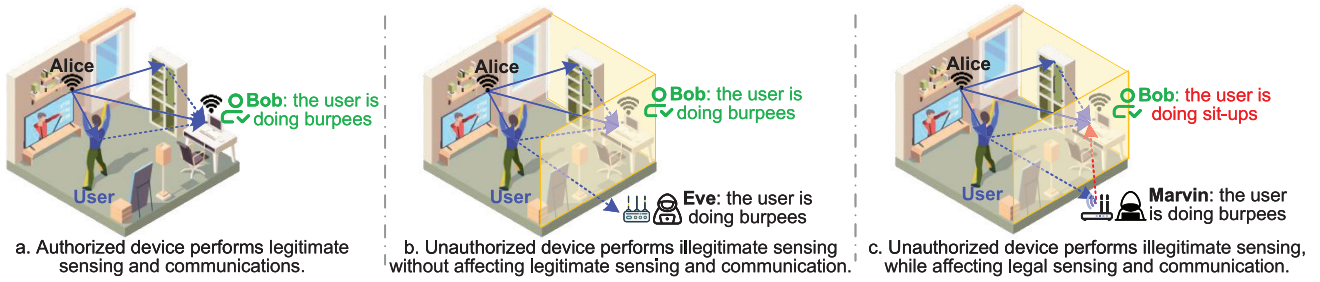 Alice
Bob: the user is
doing burpees
User
a. Authorized device performs legitimate
sensing and communications.
Alice
Bob: the user is
doing burpees
User
Eve: the user is
doing burpees
b. Unauthorized device performs illegitimate sensing
without affecting legitimate sensing and communication.
Alice
Bob: the user is
doing sit-ups
User
Marvin: the user
is doing burpees
c. Unauthorized device performs illegitimate sensing,
while affecting legal sensing and communication.